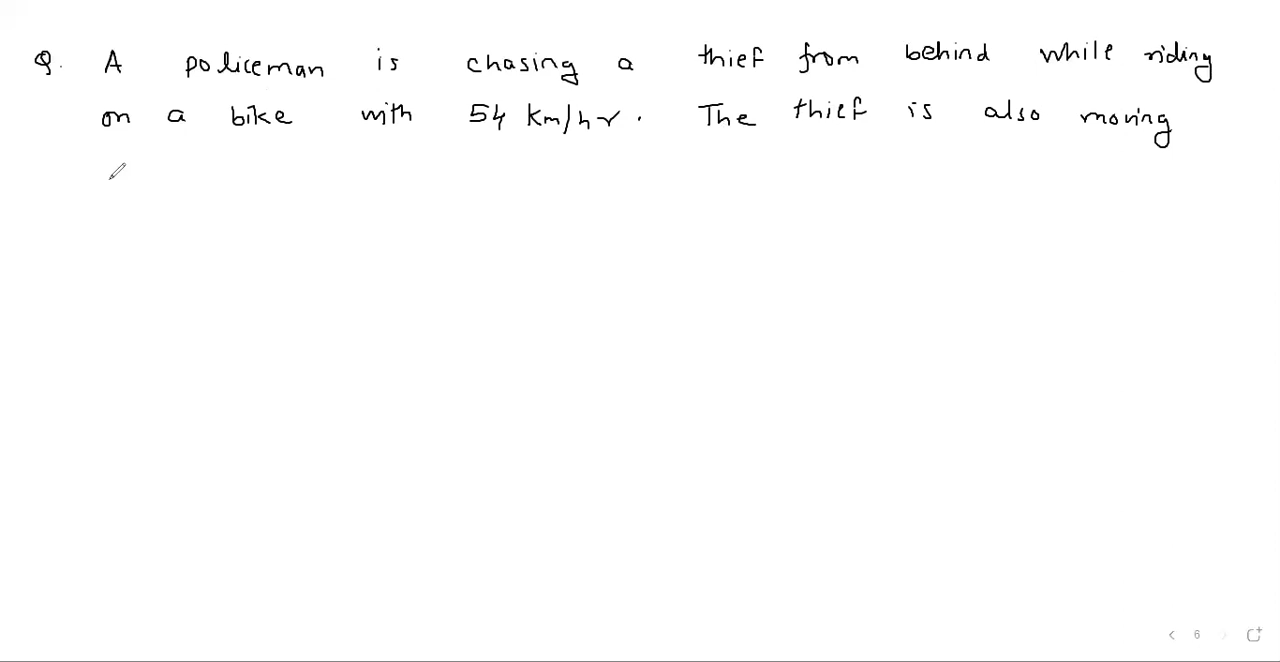 Q. A policeman is chasing a thief from behind while riding
on a bike with 54 km/hr. The thief is also moving
6